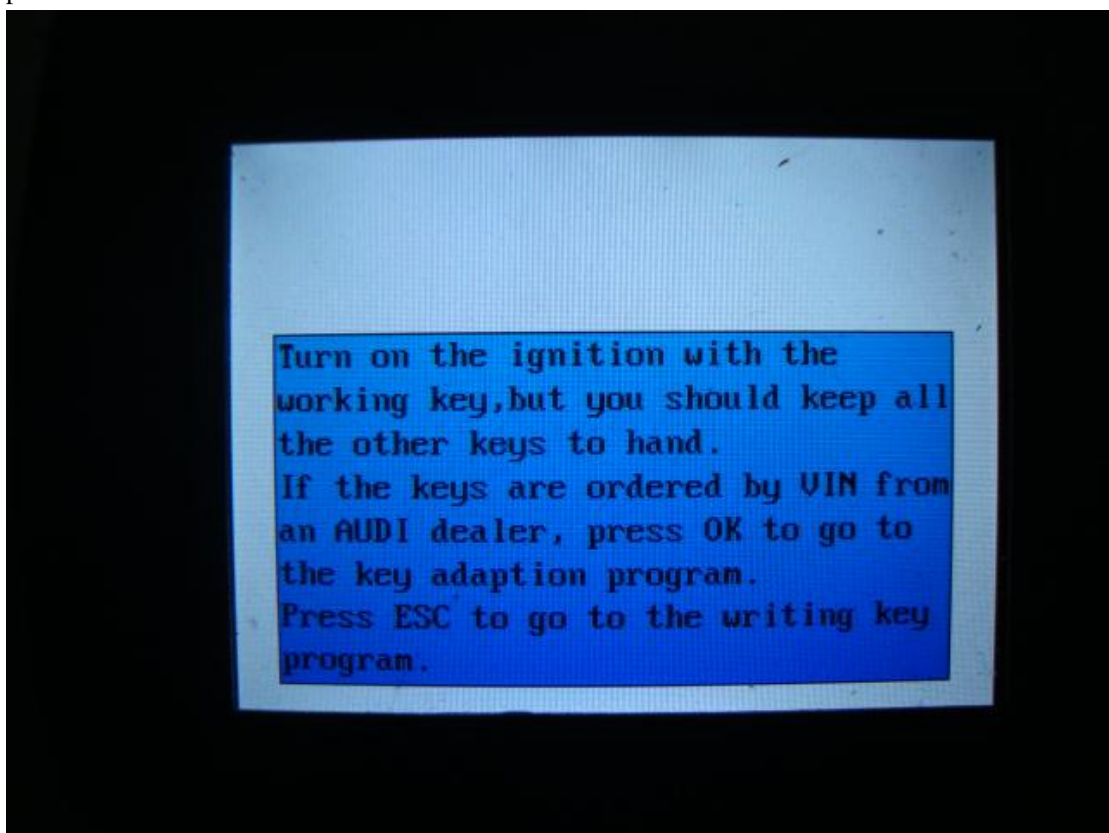 Turn on the ignition with the
working key,but you should keep all
the other keys to hand.
If the keys are ordered by VIN from
an AUDI dealer, press OK to go to
the key adaption program.
Press ESC to go to the writing key
program.